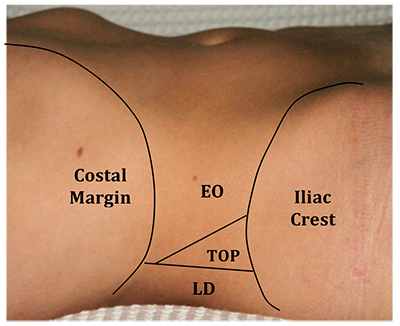 Costal
Margin
EO
Iliac
Crest
TOP
LD